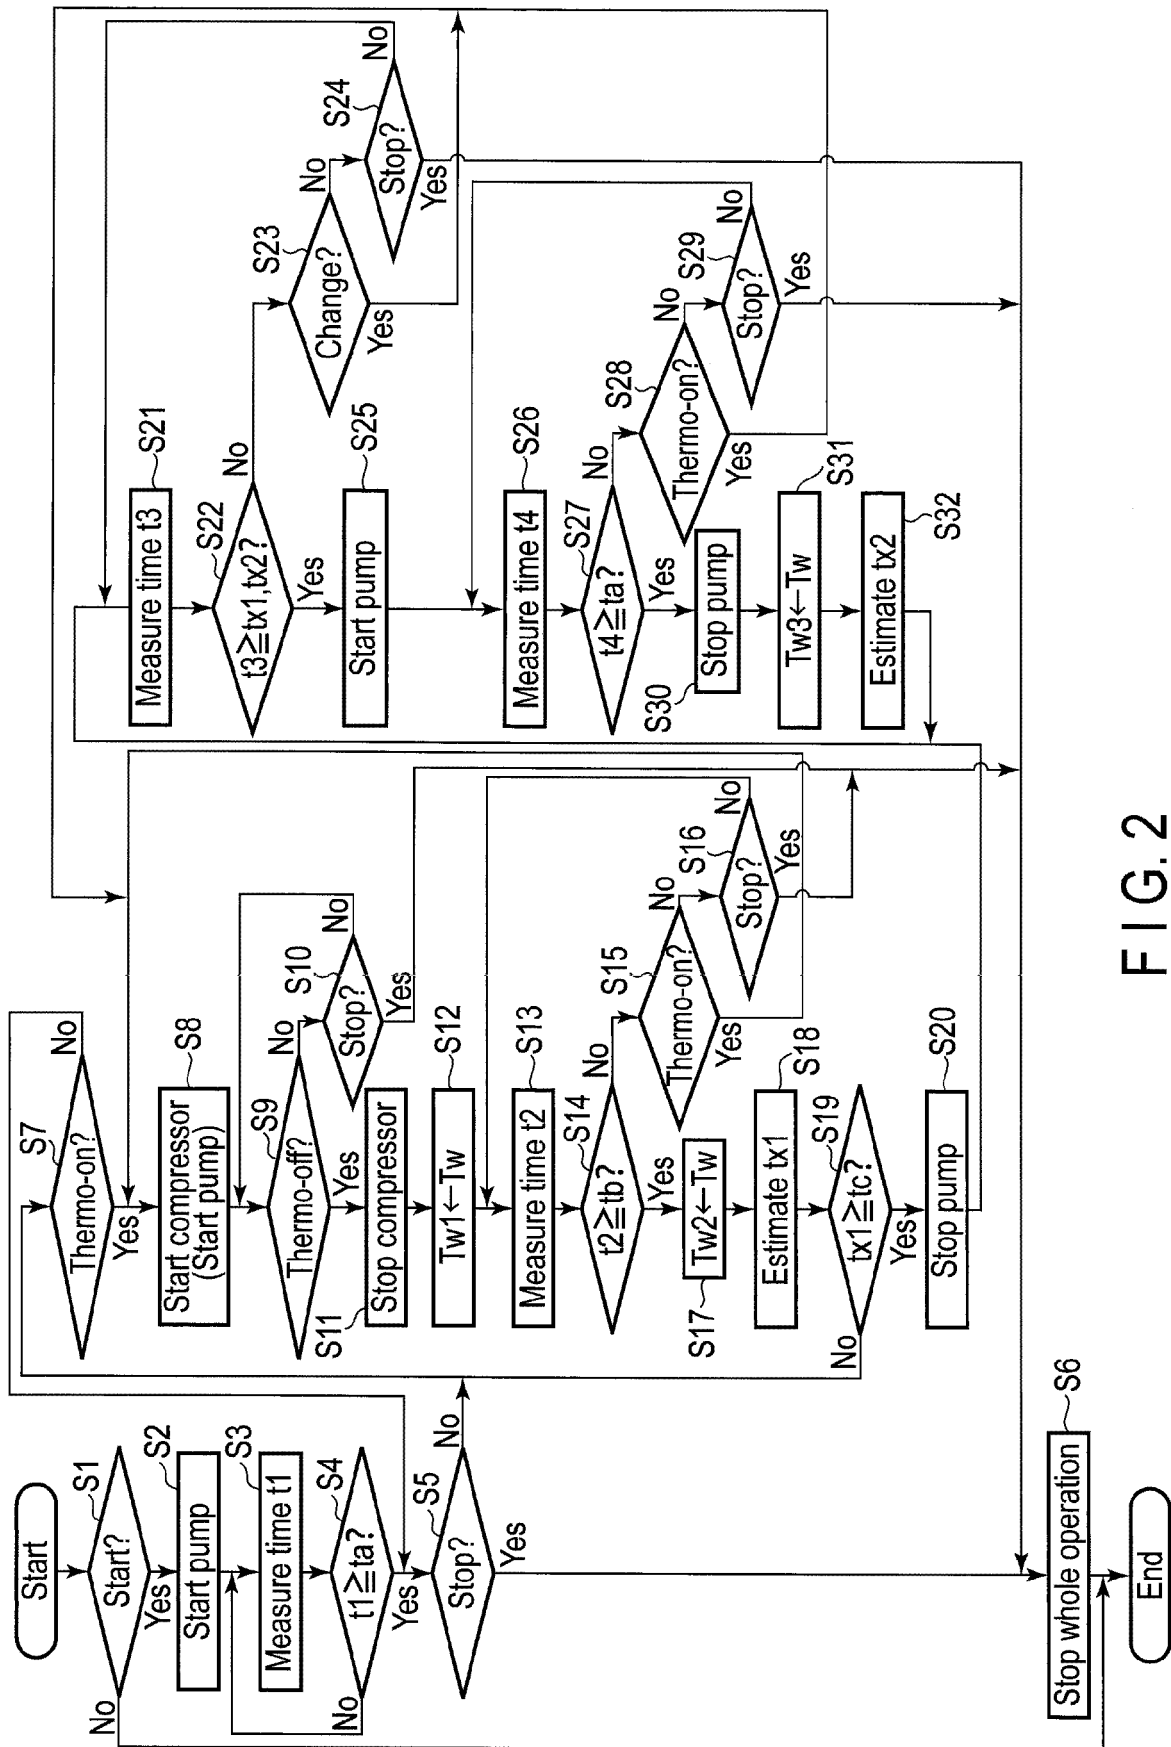 Start
S1
Start?
No
Yes
S2
Start pump
S3
Measure time t1
S4
t1≧ta?
No
Yes
S5
Stop?
No
Yes
S6
Stop whole operation
End
S7
Thermo-on?
No
Yes
S8
Start compressor
(Start pump)
S9
Thermo-off?
No
Yes
S10
Stop?
No
Yes
S11
Stop compressor
S12
Tw1←Tw
S13
Measure time t2
S14
t2≧tb?
No
Yes
S15
Thermo-on?
No
Yes
S16
Stop?
No
Yes
S17
Tw2←Tw
S18
Estimate tx1
S19
tx1≧tc?
No
Yes
S20
Stop pump
S21
Measure time t3
S22
t3≧tx1,tx2?
No
Yes
S23
Change?
No
Yes
S24
Stop?
No
Yes
S25
Start pump
S26
Measure time t4
S27
t4≧ta?
No
Yes
S28
Thermo-on?
No
Yes
S29
Stop?
No
Yes
S30
Stop pump
S31
Tw3←Tw
S32
Estimate tx2
FIG. 2